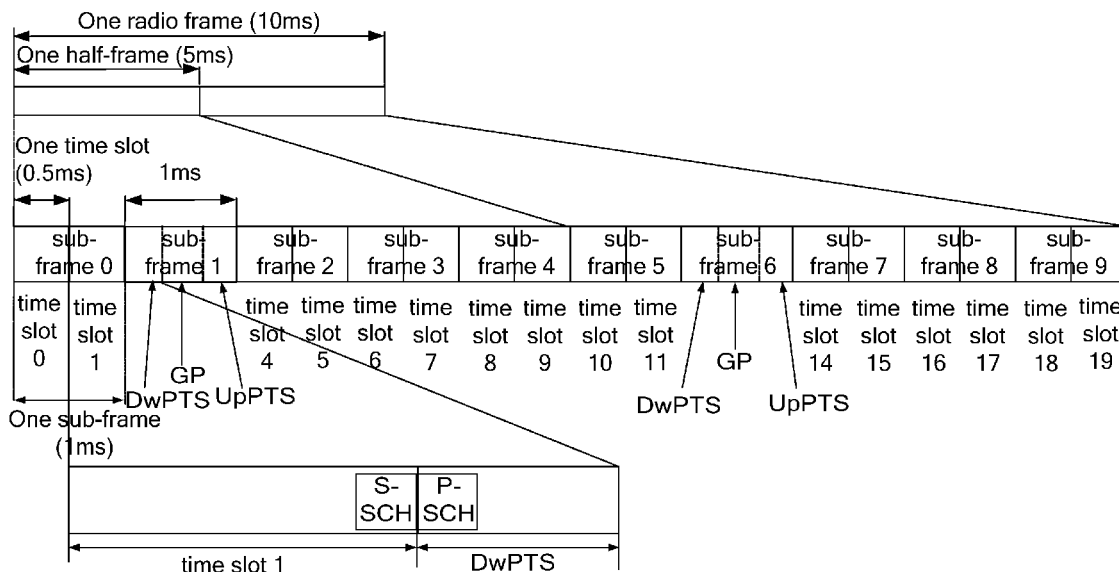 One radio frame (10ms)
One half-frame (5ms)
One time slot
(0.5ms)
1ms
sub-
frame 0
sub-
frame 1
sub-
frame 2
sub-
frame 3
sub-
frame 4
sub-
frame 5
sub-
frame 6
sub-
frame 7
sub-
frame 8
sub-
frame 9
time
slot
0
time
slot
1
DwPTS
GP
UpPTS
time
slot
4
time
slot
5
time
slot
6
time
slot
7
time
slot
8
time
slot
9
time
slot
10
time
slot
11
DwPTS
GP
UpPTS
time
slot
14
time
slot
15
time
slot
16
time
slot
17
time
slot
18
time
slot
19
One sub-frame
(1ms)
S-
SCH
P-
SCH
time slot 1
DwPTS